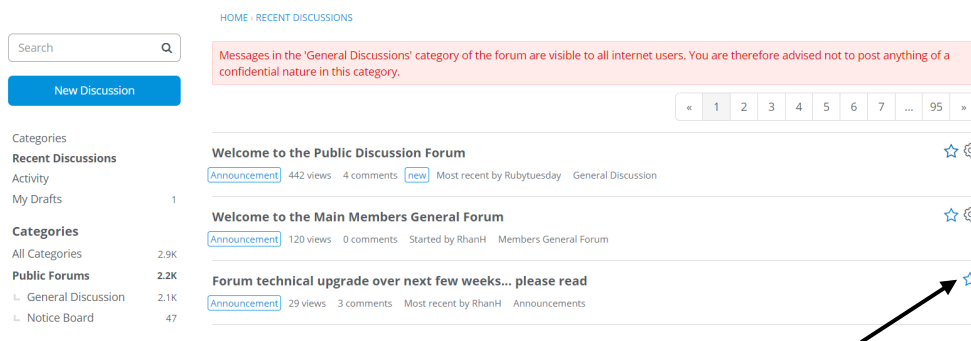 HOME › RECENT DISCUSSIONS
Search
New Discussion
Categories
Recent Discussions
Activity
My Drafts 1
Categories
All Categories 2.9K
Public Forums 2.2K
General Discussion 2.1K
Notice Board 47
Messages in the 'General Discussions' category of the forum are visible to all internet users. You are therefore advised not to post anything of a
confidential nature in this category.
« 1 2 3 4 5 6 7 ... 95 »
Welcome to the Public Discussion Forum
Announcement 442 views 4 comments new Most recent by Rubytuesday General Discussion
Welcome to the Main Members General Forum
Announcement 120 views 0 comments Started by RhanH Members General Forum
Forum technical upgrade over next few weeks... please read
Announcement 29 views 3 comments Most recent by RhanH Announcements